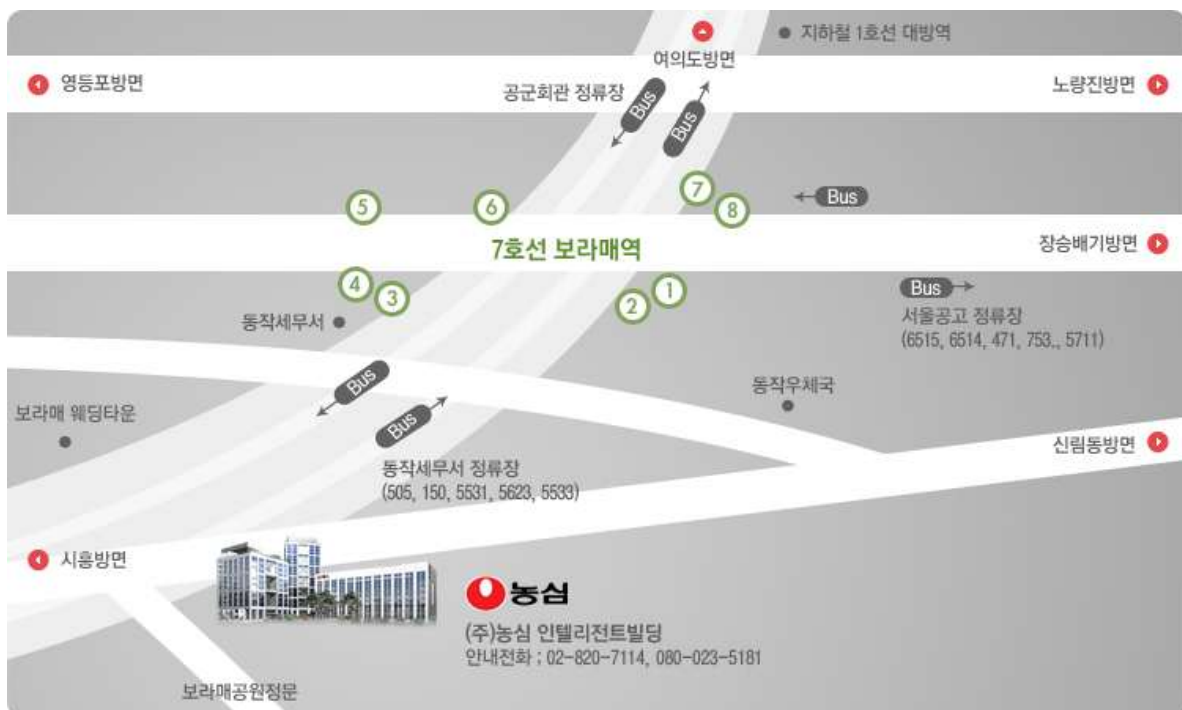 지하철 1호선 대방역
여의도방면
영등포방면
노량진방면
공군회관 정류장
Bus
Bus
7
8
Bus
5
6
7호선 보라매역
장승배기방면
4
3
1
2
Bus
서울공고 정류장
(6515, 6514, 471, 753., 5711)
동작세무서
Bus
동작우체국
보라매 웨딩타운
Bus
신림동방면
동작세무서 정류장
(505, 150, 5531, 5623, 5533)
시흥방면
농심
(주)농심 인텔리전트빌딩
안내전화 ; 02-820-7114, 080-023-5181
보라매공원정문